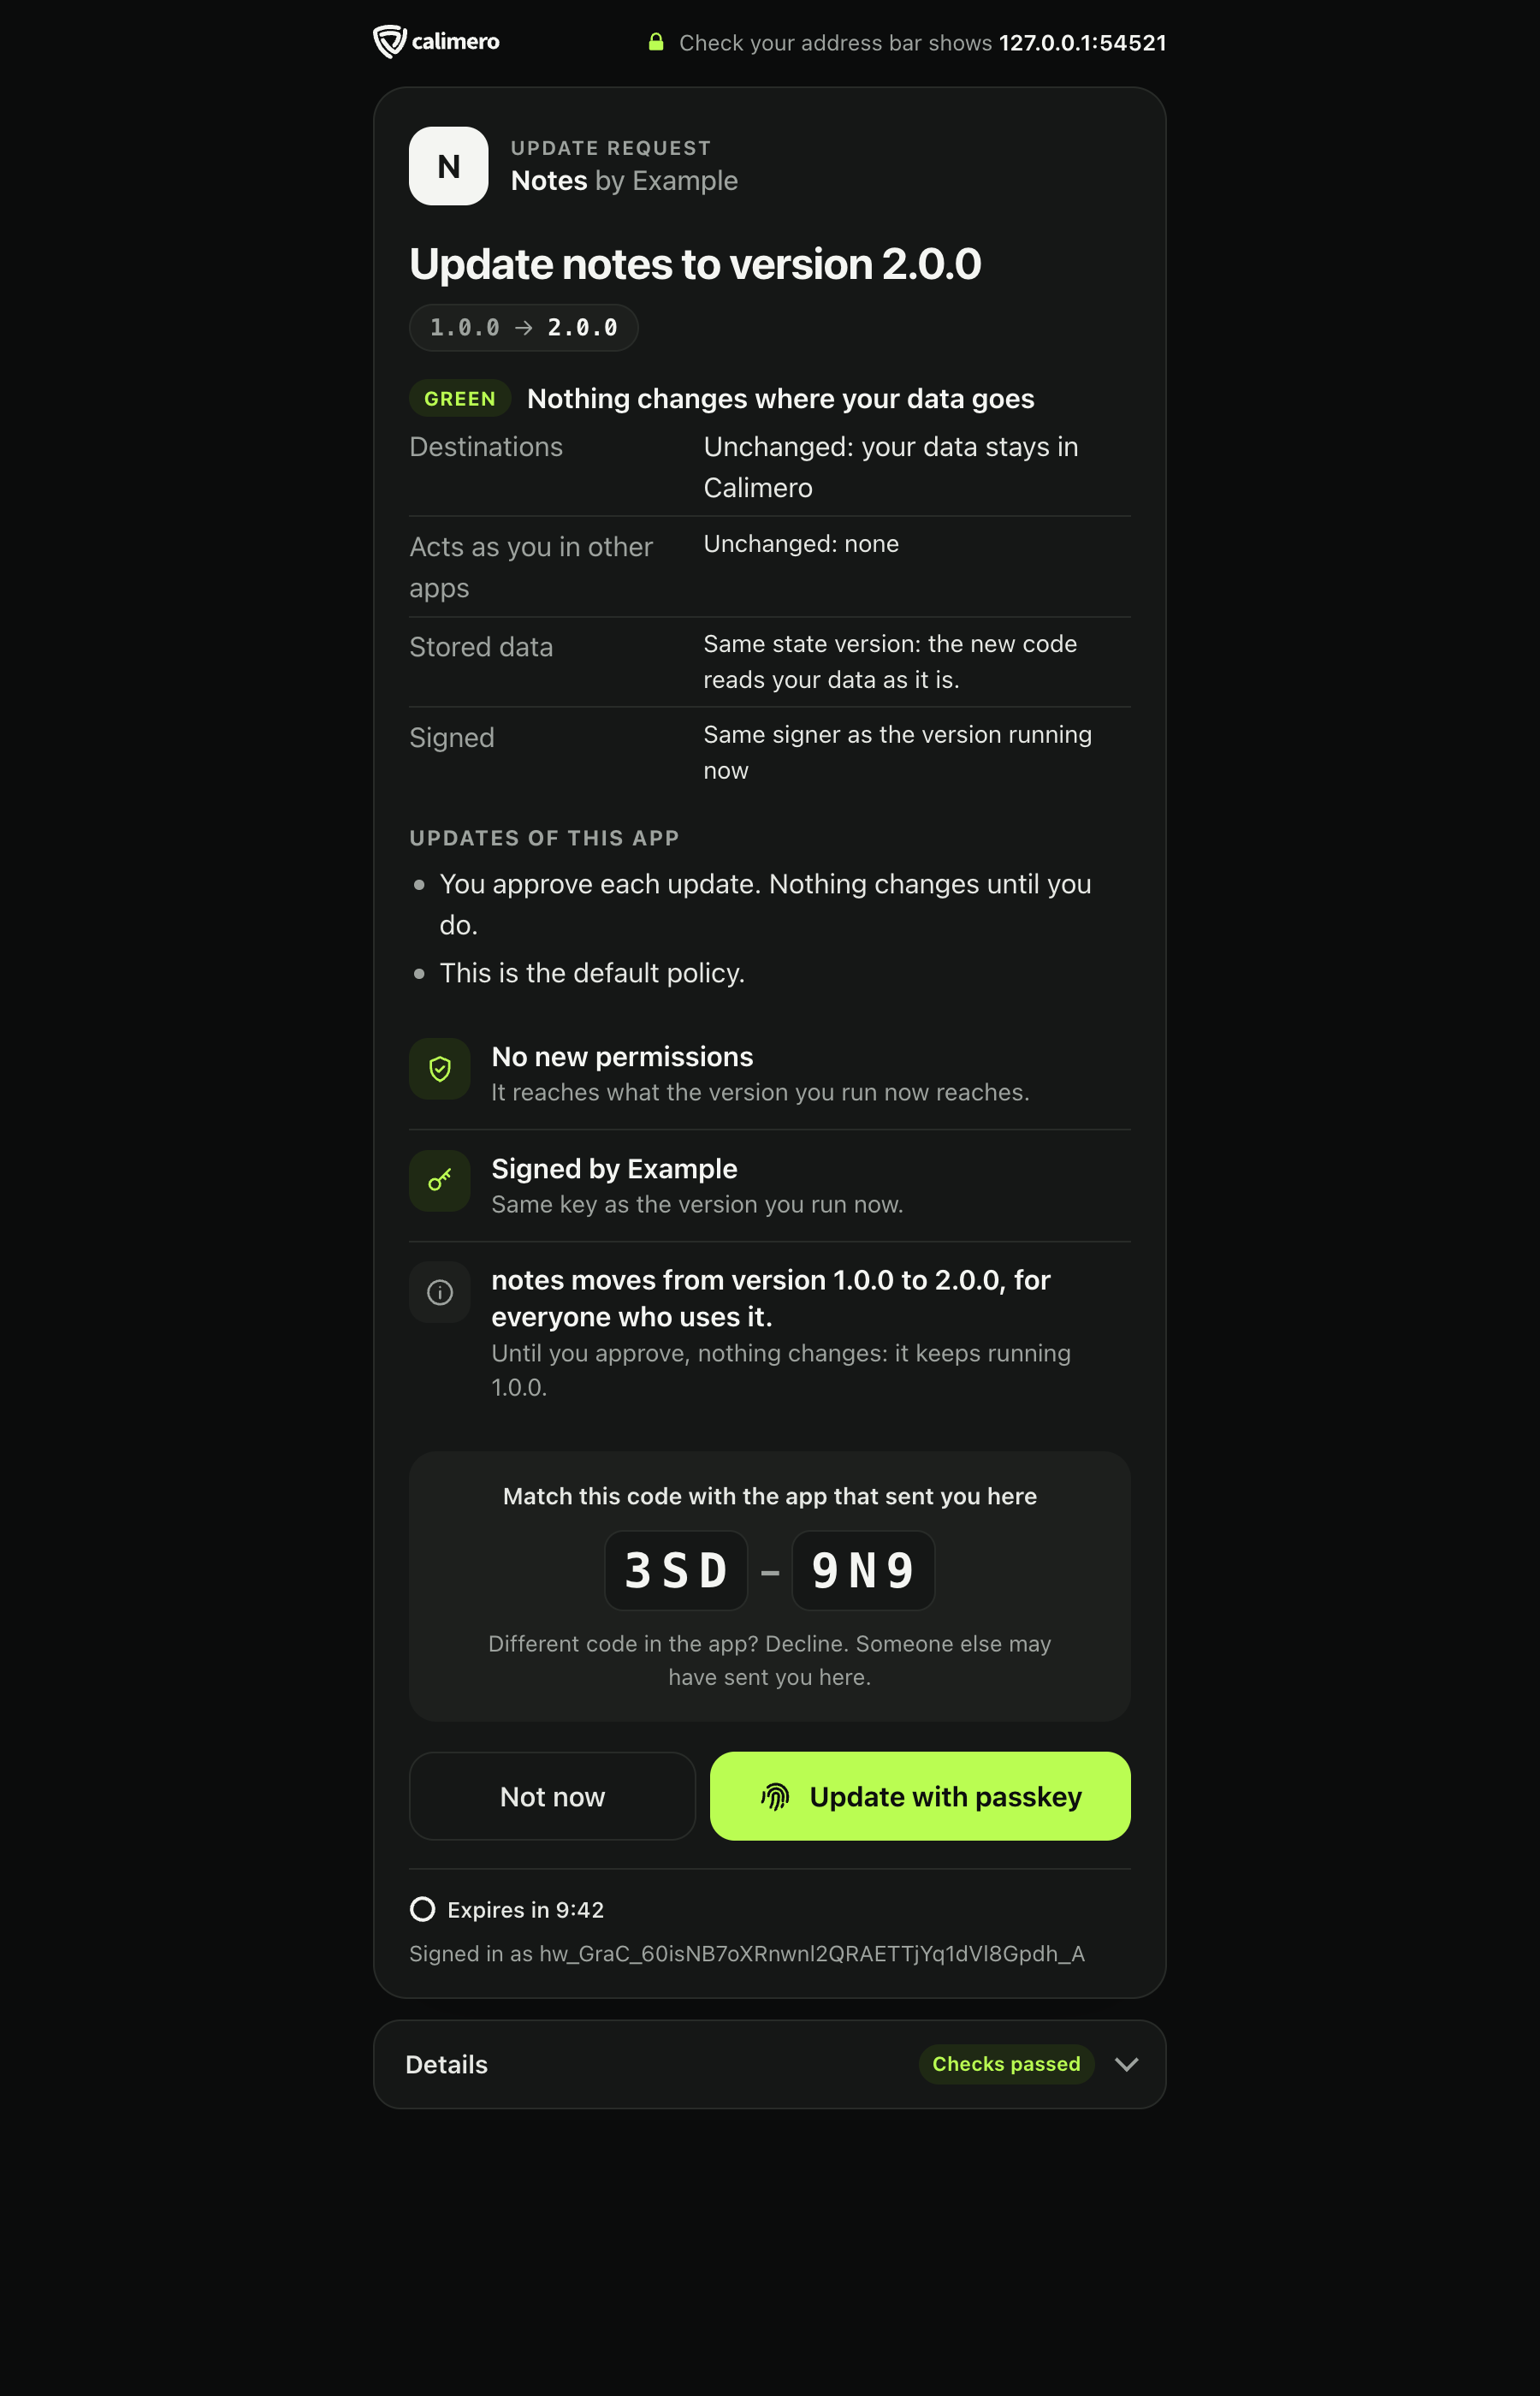 calimero
Check your address bar shows 127.0.0.1:54521
N
UPDATE REQUEST
Notes by Example
Update notes to version 2.0.0
1.0.0 → 2.0.0
GREEN Nothing changes where your data goes
Destinations
Unchanged: your data stays in
Calimero
Acts as you in other
apps
Unchanged: none
Stored data
Same state version: the new code
reads your data as it is.
Signed
Same signer as the version running
now
UPDATES OF THIS APP
• You approve each update. Nothing changes until you
do.
• This is the default policy.
No new permissions
It reaches what the version you run now reaches.
Signed by Example
Same key as the version you run now.
notes moves from version 1.0.0 to 2.0.0, for
everyone who uses it.
Until you approve, nothing changes: it keeps running
1.0.0.
Match this code with the app that sent you here
3SD – 9N9
Different code in the app? Decline. Someone else may
have sent you here.
Not now
Update with passkey
Expires in 9:42
Signed in as hw_GraC_60isNB7oXRnwnl2QRAETTjYq1dVl8Gpdh_A
Details
Checks passed